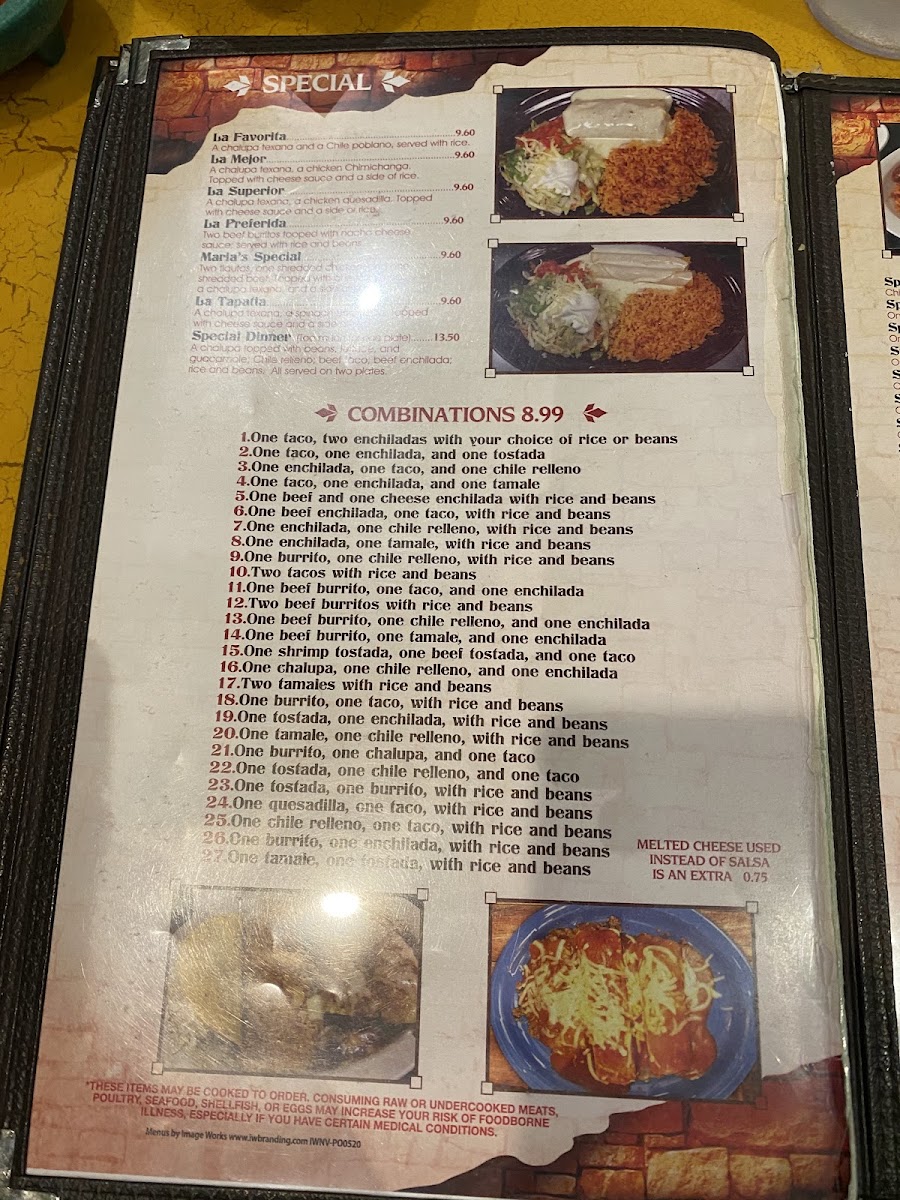 SPECIAL
La Favorita 9.60
A chalupa texana and a Chile poblano, served with rice.
La Mejor 9.60
A chalupa texana, a chicken Chimichanga.
Topped with cheese sauce and a side of rice.
La Superior 9.60
A chalupa texana, a chicken quesadilla. Topped
with cheese sauce and a side of rice.
La Preferida 9.60
Two beef burritos topped with nacho cheese
sauce, served with rice and beans
Maria's Special 9.60
Two
shredded beef.
a chalupa texana, and a
La Tapatia 9.60
A chalupa texana, a spinach
with cheese sauce and a side
Special Dinner plate) 13.50
A chalupa topped with beans, and
guacamole; Chile relleno; beef taco, beef enchilada;
rice and beans. All served on two plates.
COMBINATIONS 8.99
1.One taco, two enchiladas with your choice of rice or beans
2.One taco, one enchilada, and one tostada
3.One enchilada, one taco, and one chile relleno
4.One taco, one enchilada, and one tamale
5.One beef and one cheese enchilada with rice and beans
6.One beef enchilada, one taco, with rice and beans
7.One enchilada, one chile relleno, with rice and beans
8.One enchilada, one tamale, with rice and beans
9.One burrito, one chile relleno, with rice and beans
10.Two tacos with rice and beans
11.One beef burrito, one taco, and one enchilada
12.Two beef burritos with rice and beans
13.One beef burrito, one chile relleno, and one enchilada
14.One beef burrito, one tamale, and one enchilada
15.One shrimp tostada, one beef tostada, and one taco
16.One chalupa, one chile relleno, and one enchilada
17.Two tamales with rice and beans
18.One burrito, one taco, with rice and beans
19.One tostada, one enchilada, with rice and beans
20.One tamale, one chile relleno, with rice and beans
21.One burrito, one chalupa, and one taco
22.One tostada, one chile relleno, and one taco
23.One tostada, one burrito, with rice and beans
24.One quesadilla, one taco, with rice and beans
25.One chile relleno, one taco, with rice and beans
26.One burrito, one enchilada, with rice and beans
27.One tamale, one tostada, with rice and beans
MELTED CHEESE USED
INSTEAD OF SALSA
IS AN EXTRA 0.75
*THESE ITEMS MAY BE COOKED TO ORDER. CONSUMING RAW OR UNDERCOOKED MEATS,
POULTRY, SEAFOOD, SHELLFISH, OR EGGS MAY INCREASE YOUR RISK OF FOODBORNE
ILLNESS, ESPECIALLY IF YOU HAVE CERTAIN MEDICAL CONDITIONS.
Menus by Image Works www.iwbranding.com IWNV-PO0520